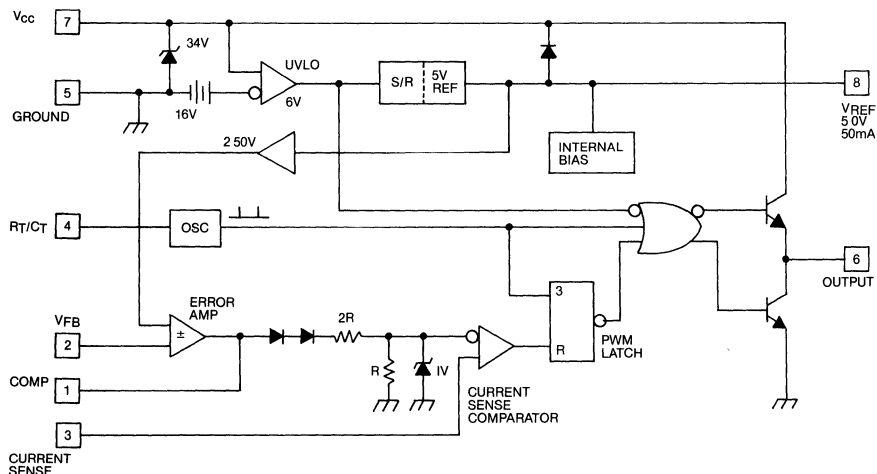 VCC
7
34V
UVLO
S/R
5V
REF
8
5
GROUND
16V
6V
VREF
5 0V
50mA
2 50V
INTERNAL
BIAS
RT/CT
4
OSC
6
OUTPUT
3
ERROR
AMP
VFB
±
2R
2
R
PWM
LATCH
COMP
1
R
IV
CURRENT
SENSE
COMPARATOR
3
CURRENT
SENSE